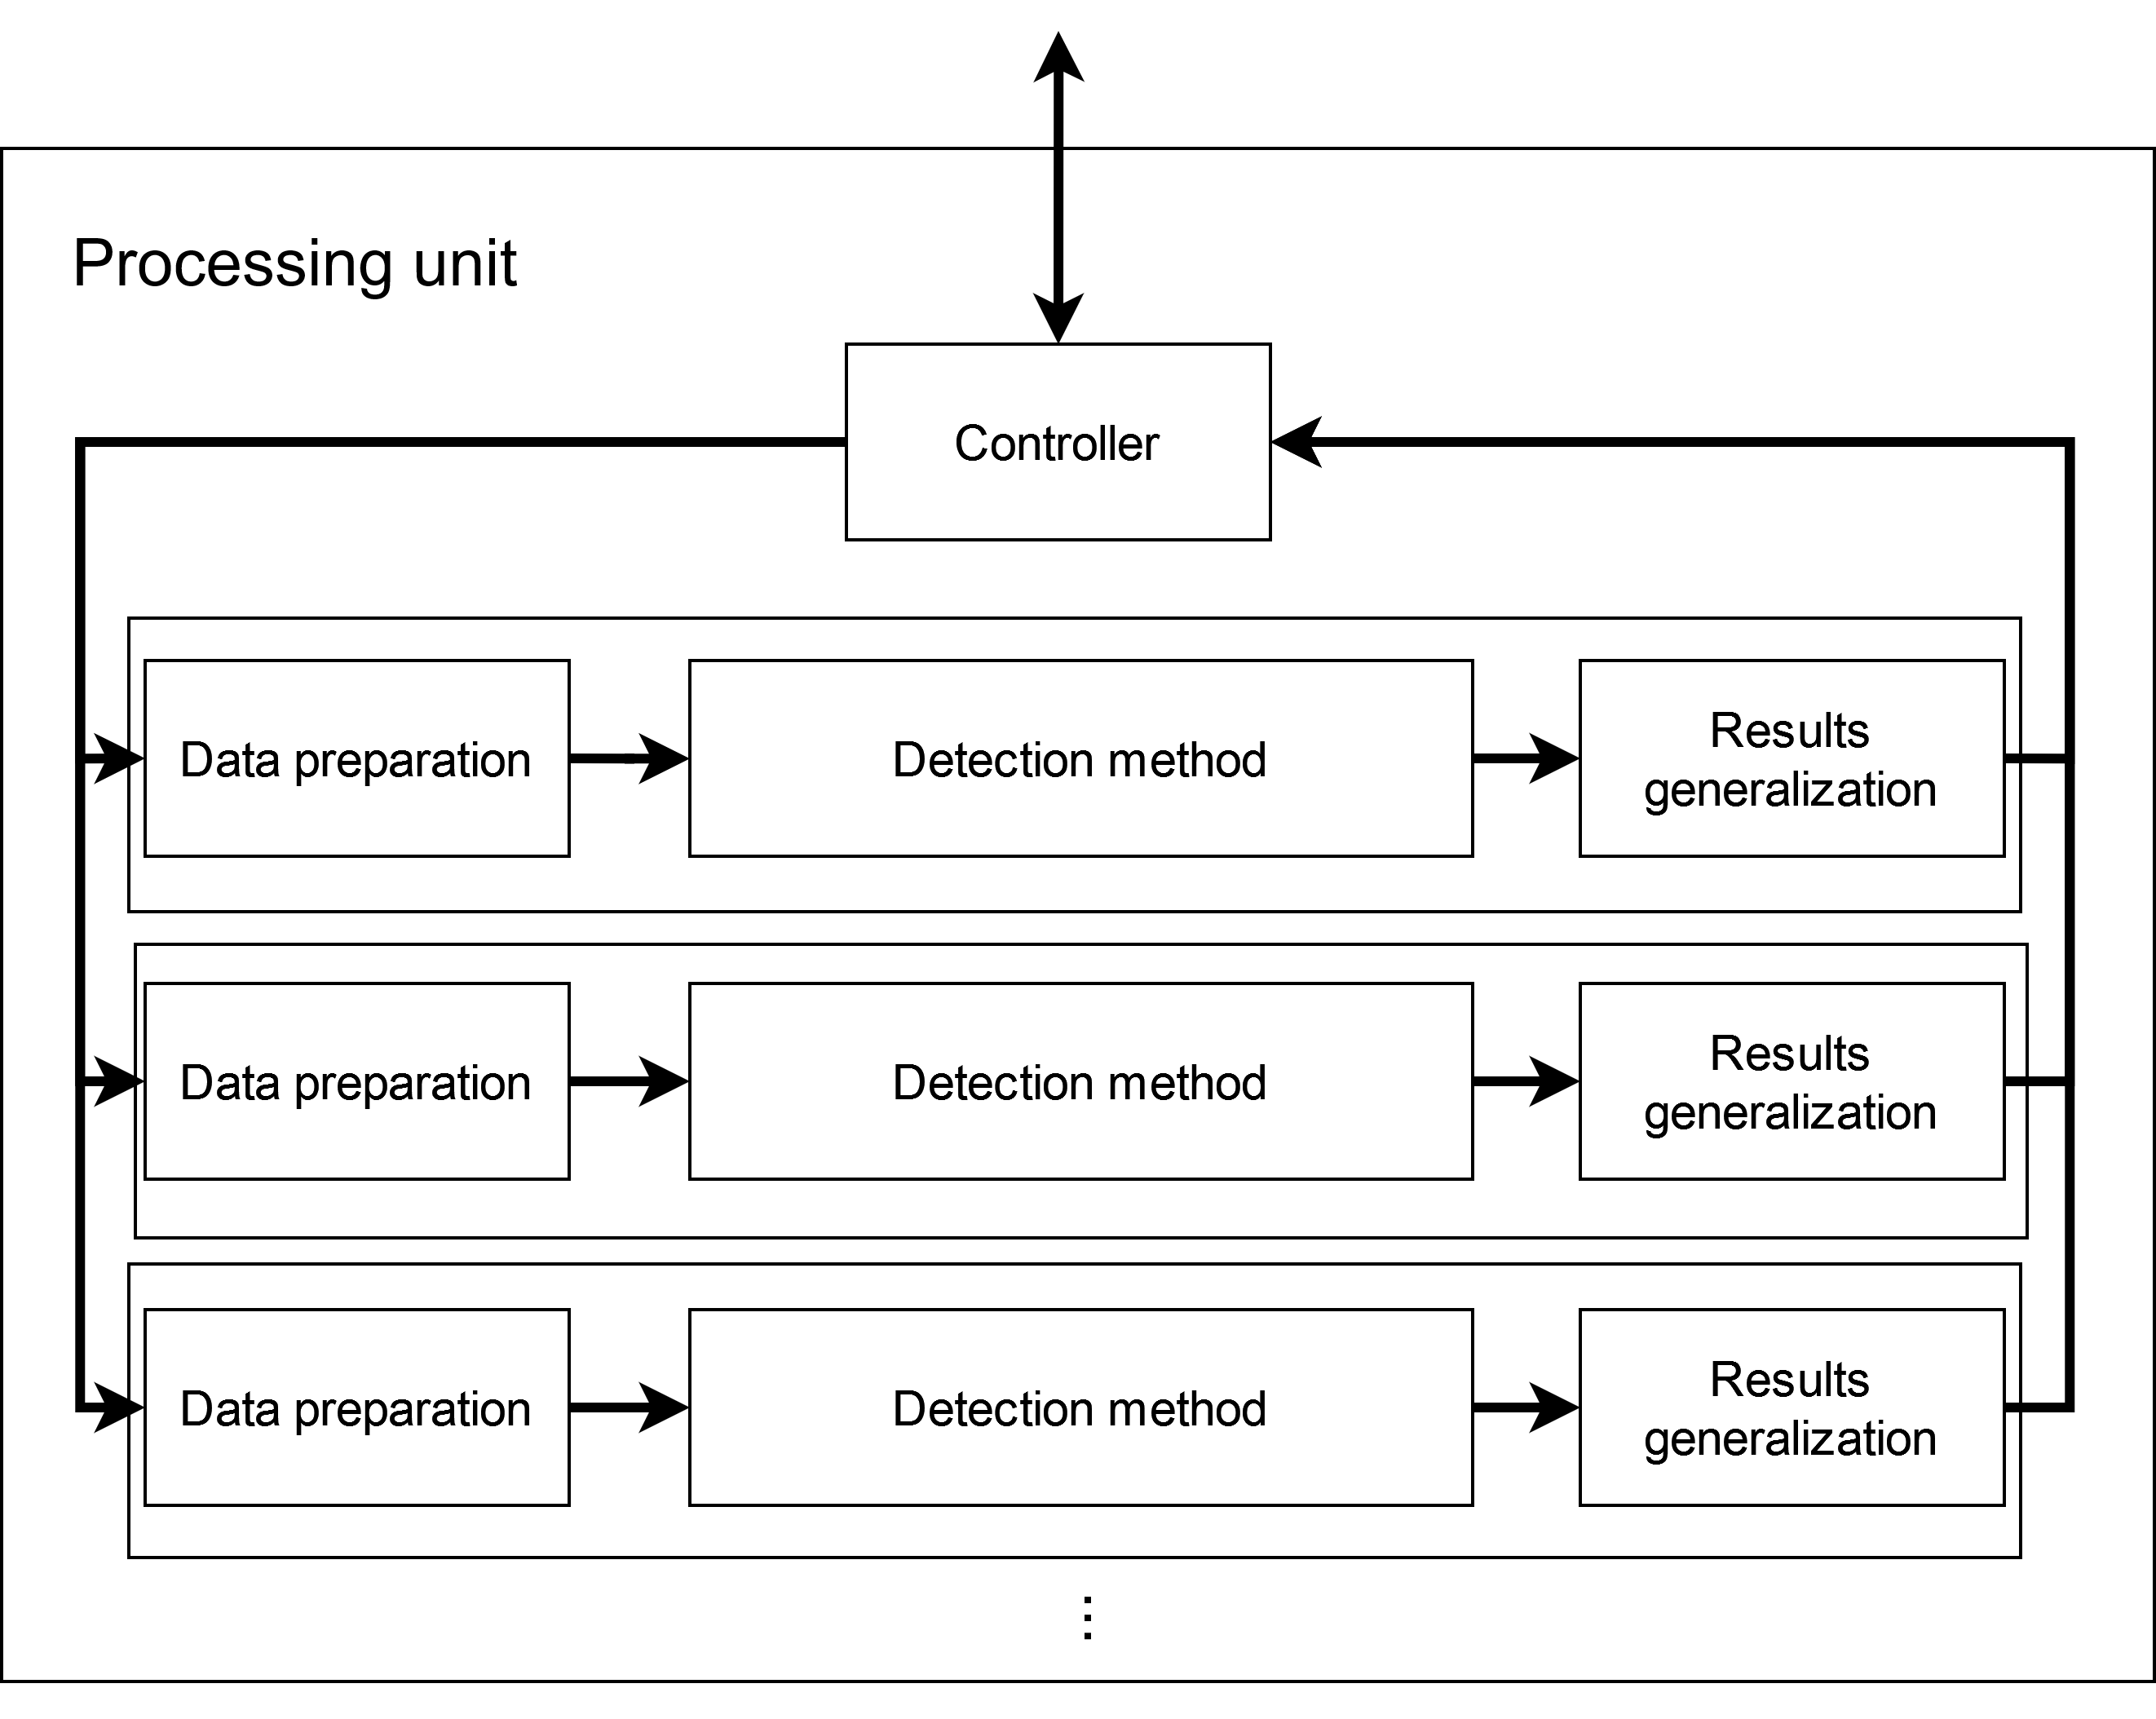 Processing unit
Controller
Data preparation
Detection method
Results
generalization
Data preparation
Detection method
Results
generalization
Data preparation
Detection method
Results
generalization
⋮